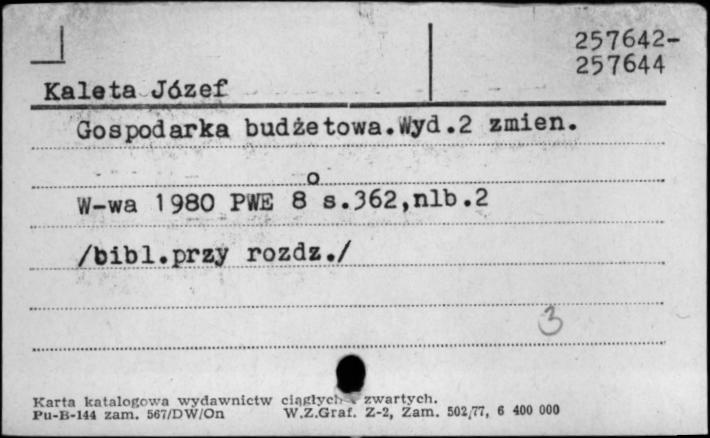 257642-
257644
Kaleta Józef
Gospodarka budżetowa.Wyd.2 zmien.
W-wa 1980 PWE 8° s.362,nlb.2
/bibl.przy rozdz./
3
Karta katalogowa wydawnictw ciągłych i zwartych.
Pu-B-144 zam. 567/DW/On W.Z.Graf. Z-2, Zam. 502/77, 6 400 000